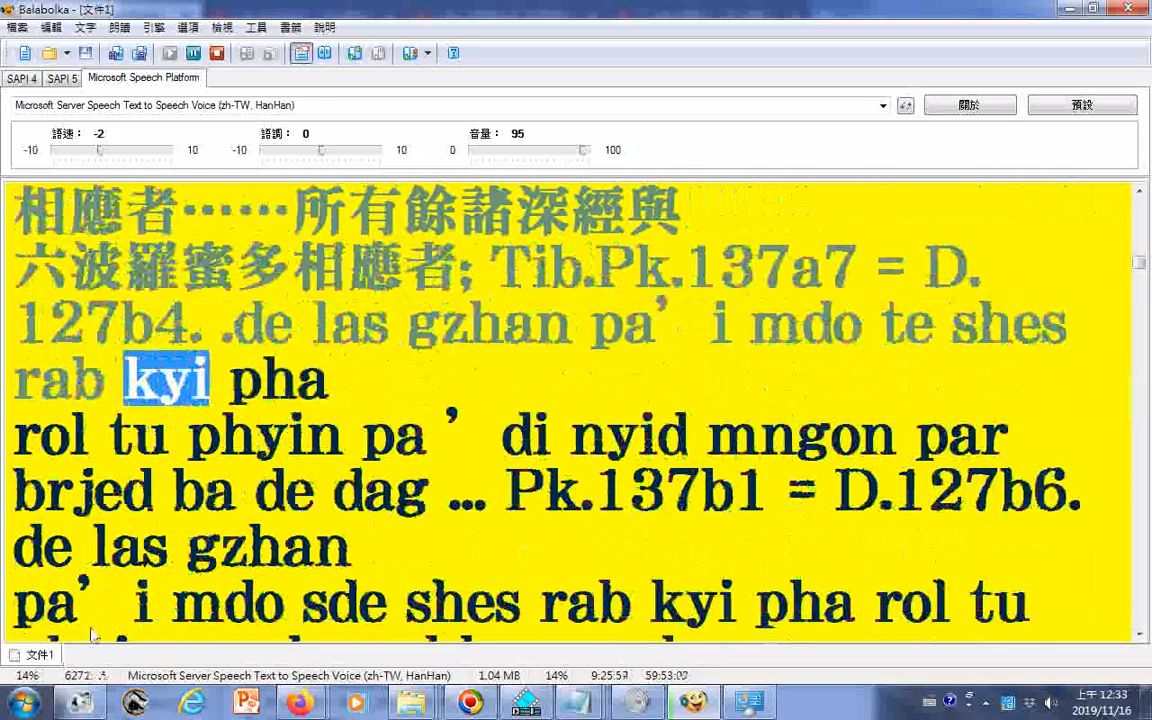 Balabolka - [文件1]
檔案 編輯 文字 朗讀 引擎 選項 檢視 工具 書籤 說明
SAPI 4 SAPI 5 Microsoft Speech Platform
Microsoft Server Speech Text to Speech Voice (zh-TW, HanHan) 關於 預設
語速： -2 語調： 0 音量： 95
-10 10 -10 10 0 100
相應者⋯⋯所有餘諸深經與
六波羅蜜多相應者; Tib.Pk.137a7 = D.
127b4. .de las gzhan pa’ i mdo te shes
rab kyi pha
rol tu phyin pa ’ di nyid mngon par
brjed ba de dag ... Pk.137b1 = D.127b6.
de las gzhan
pa’ i mdo sde shes rab kyi pha rol tu
文件1
14% Microsoft Server Speech Text to Speech Voice (zh-TW, HanHan) 1.04 MB 14%
上午 12:33
2019/11/16